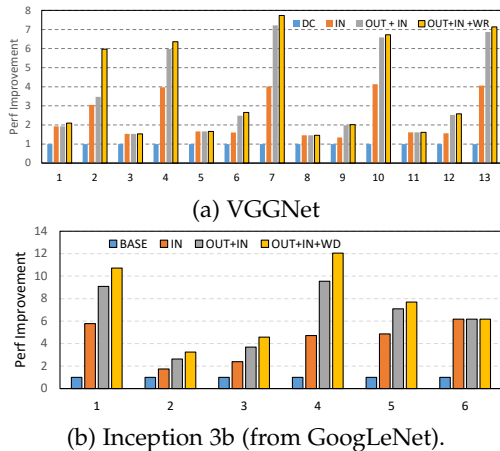 8
7
6
5
4
3
2
1
0
Perf Improvement
DC IN OUT + IN OUT+IN +WR
1 2 3 4 5 6 7 8 9 10 11 12 13
(a) VGGNet
14
12
10
8
6
4
2
0
Perf Improvement
BASE IN OUT+IN OUT+IN+WD
1 2 3 4 5 6
(b) Inception 3b (from GoogLeNet).